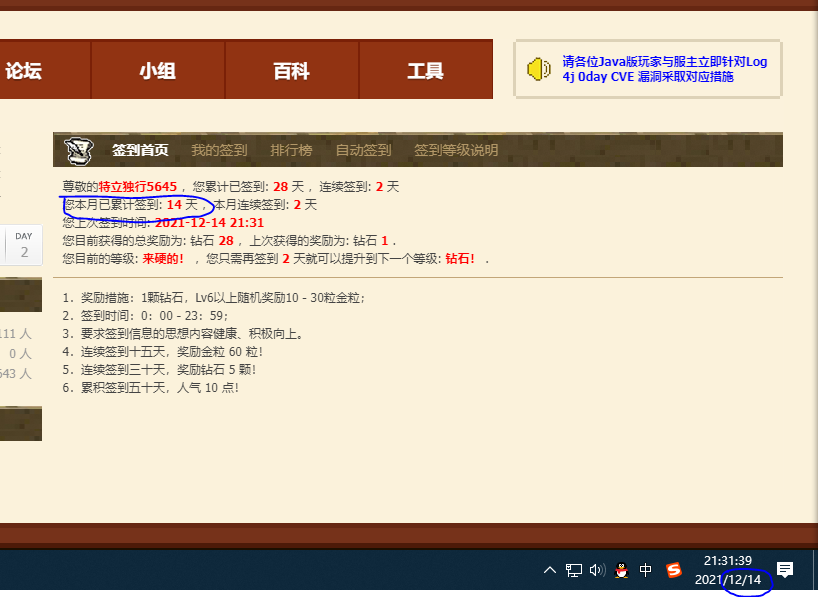 论坛
小组
百科
工具
请各位Java版玩家与服主立即针对Log
4j 0day CVE 漏洞采取对应措施
签到首页 我的签到 排行榜 自动签到 签到等级说明
尊敬的特立独行5645 ，您累计已签到: 28 天 ，连续签到: 2 天
您本月已累计签到: 14 天 ，本月连续签到: 2 天
您上次签到时间: 2021-12-14 21:31
您目前获得的总奖励为: 钻石 28 ，上次获得的奖励为: 钻石 1 .
您目前的等级: 来硬的! ，您只需再签到 2 天就可以提升到下一个等级: 钻石! .
DAY
2
1. 奖励措施：1颗钻石，Lv6以上随机奖励10 - 30粒金粒;
2. 签到时间：0：00 - 23：59;
3. 要求签到信息的思想内容健康、积极向上。
4. 连续签到十五天，奖励金粒 60 粒！
5. 连续签到三十天，奖励钻石 5 颗!
6. 累积签到五十天，人气 10 点！
111 人
0 人
643 人
中
S
21:31:39
2021/12/14